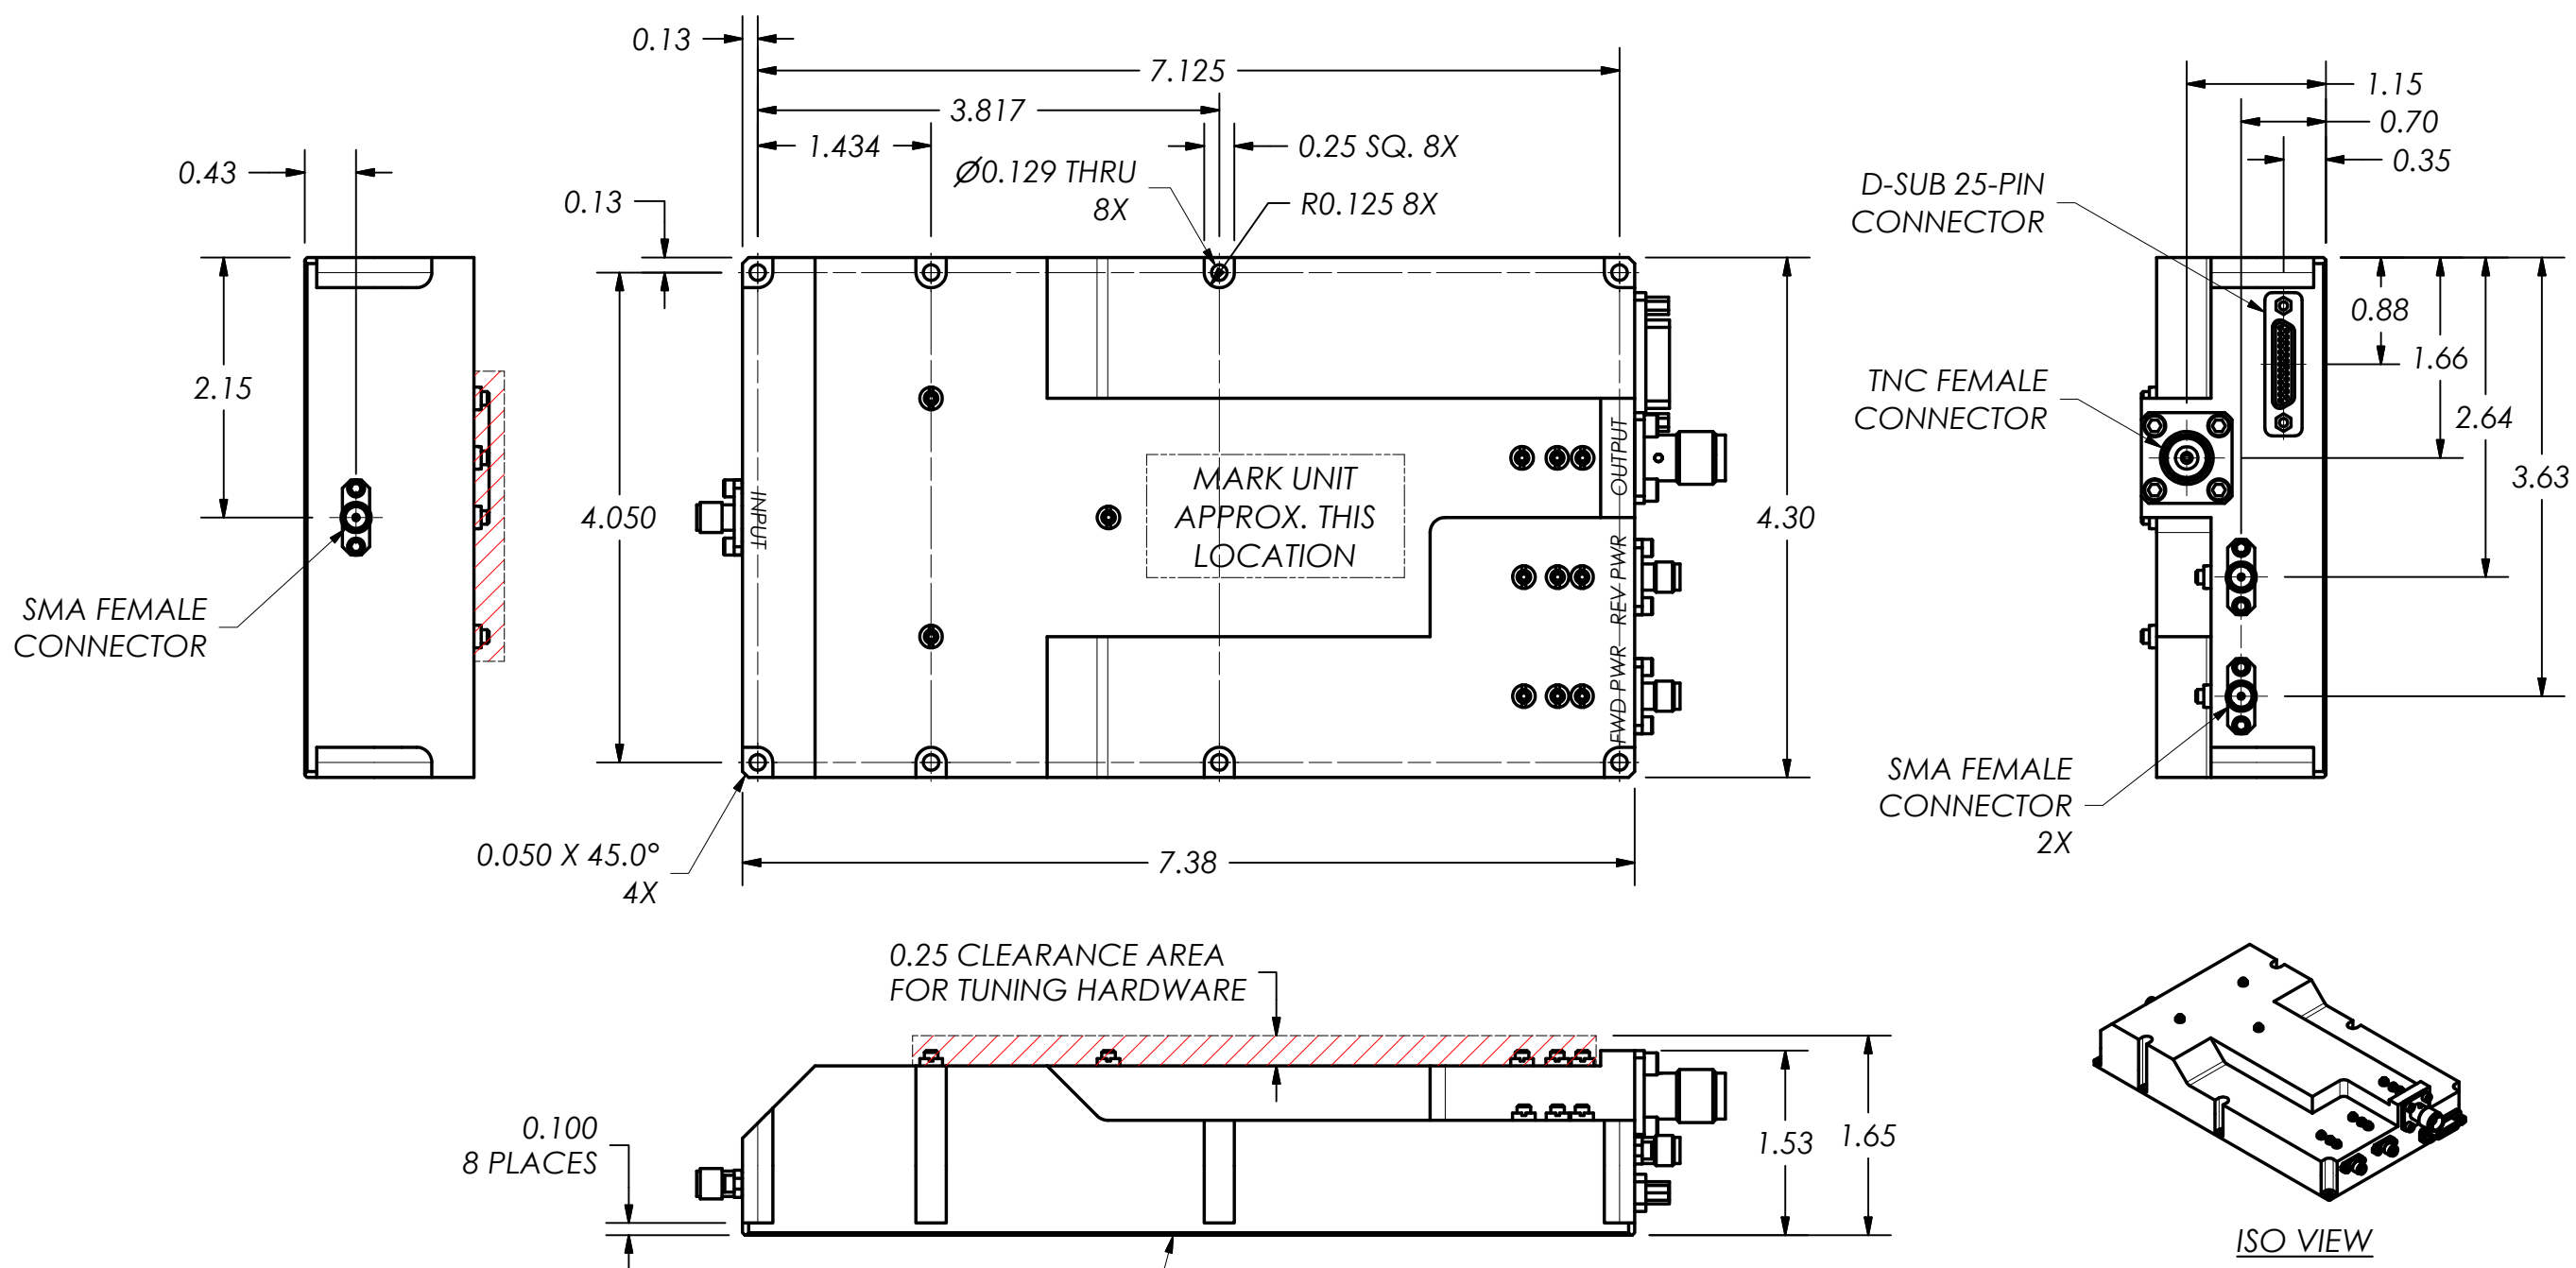 0.13
7.125
3.817
1.434
0.25 SQ. 8X
Ø0.129 THRU
8X
R0.125 8X
0.13
0.43
2.15
SMA FEMALE
CONNECTOR
4.050
INPUT
MARK UNIT
APPROX. THIS
LOCATION
OUTPUT
REV PWR
FWD PWR
4.30
0.050 X 45.0°
4X
7.38
1.15
0.70
0.35
D-SUB 25-PIN
CONNECTOR
0.88
1.66
TNC FEMALE
CONNECTOR
2.64
3.63
SMA FEMALE
CONNECTOR
2X
0.25 CLEARANCE AREA
FOR TUNING HARDWARE
0.100
8 PLACES
1.53
1.65
ISO VIEW